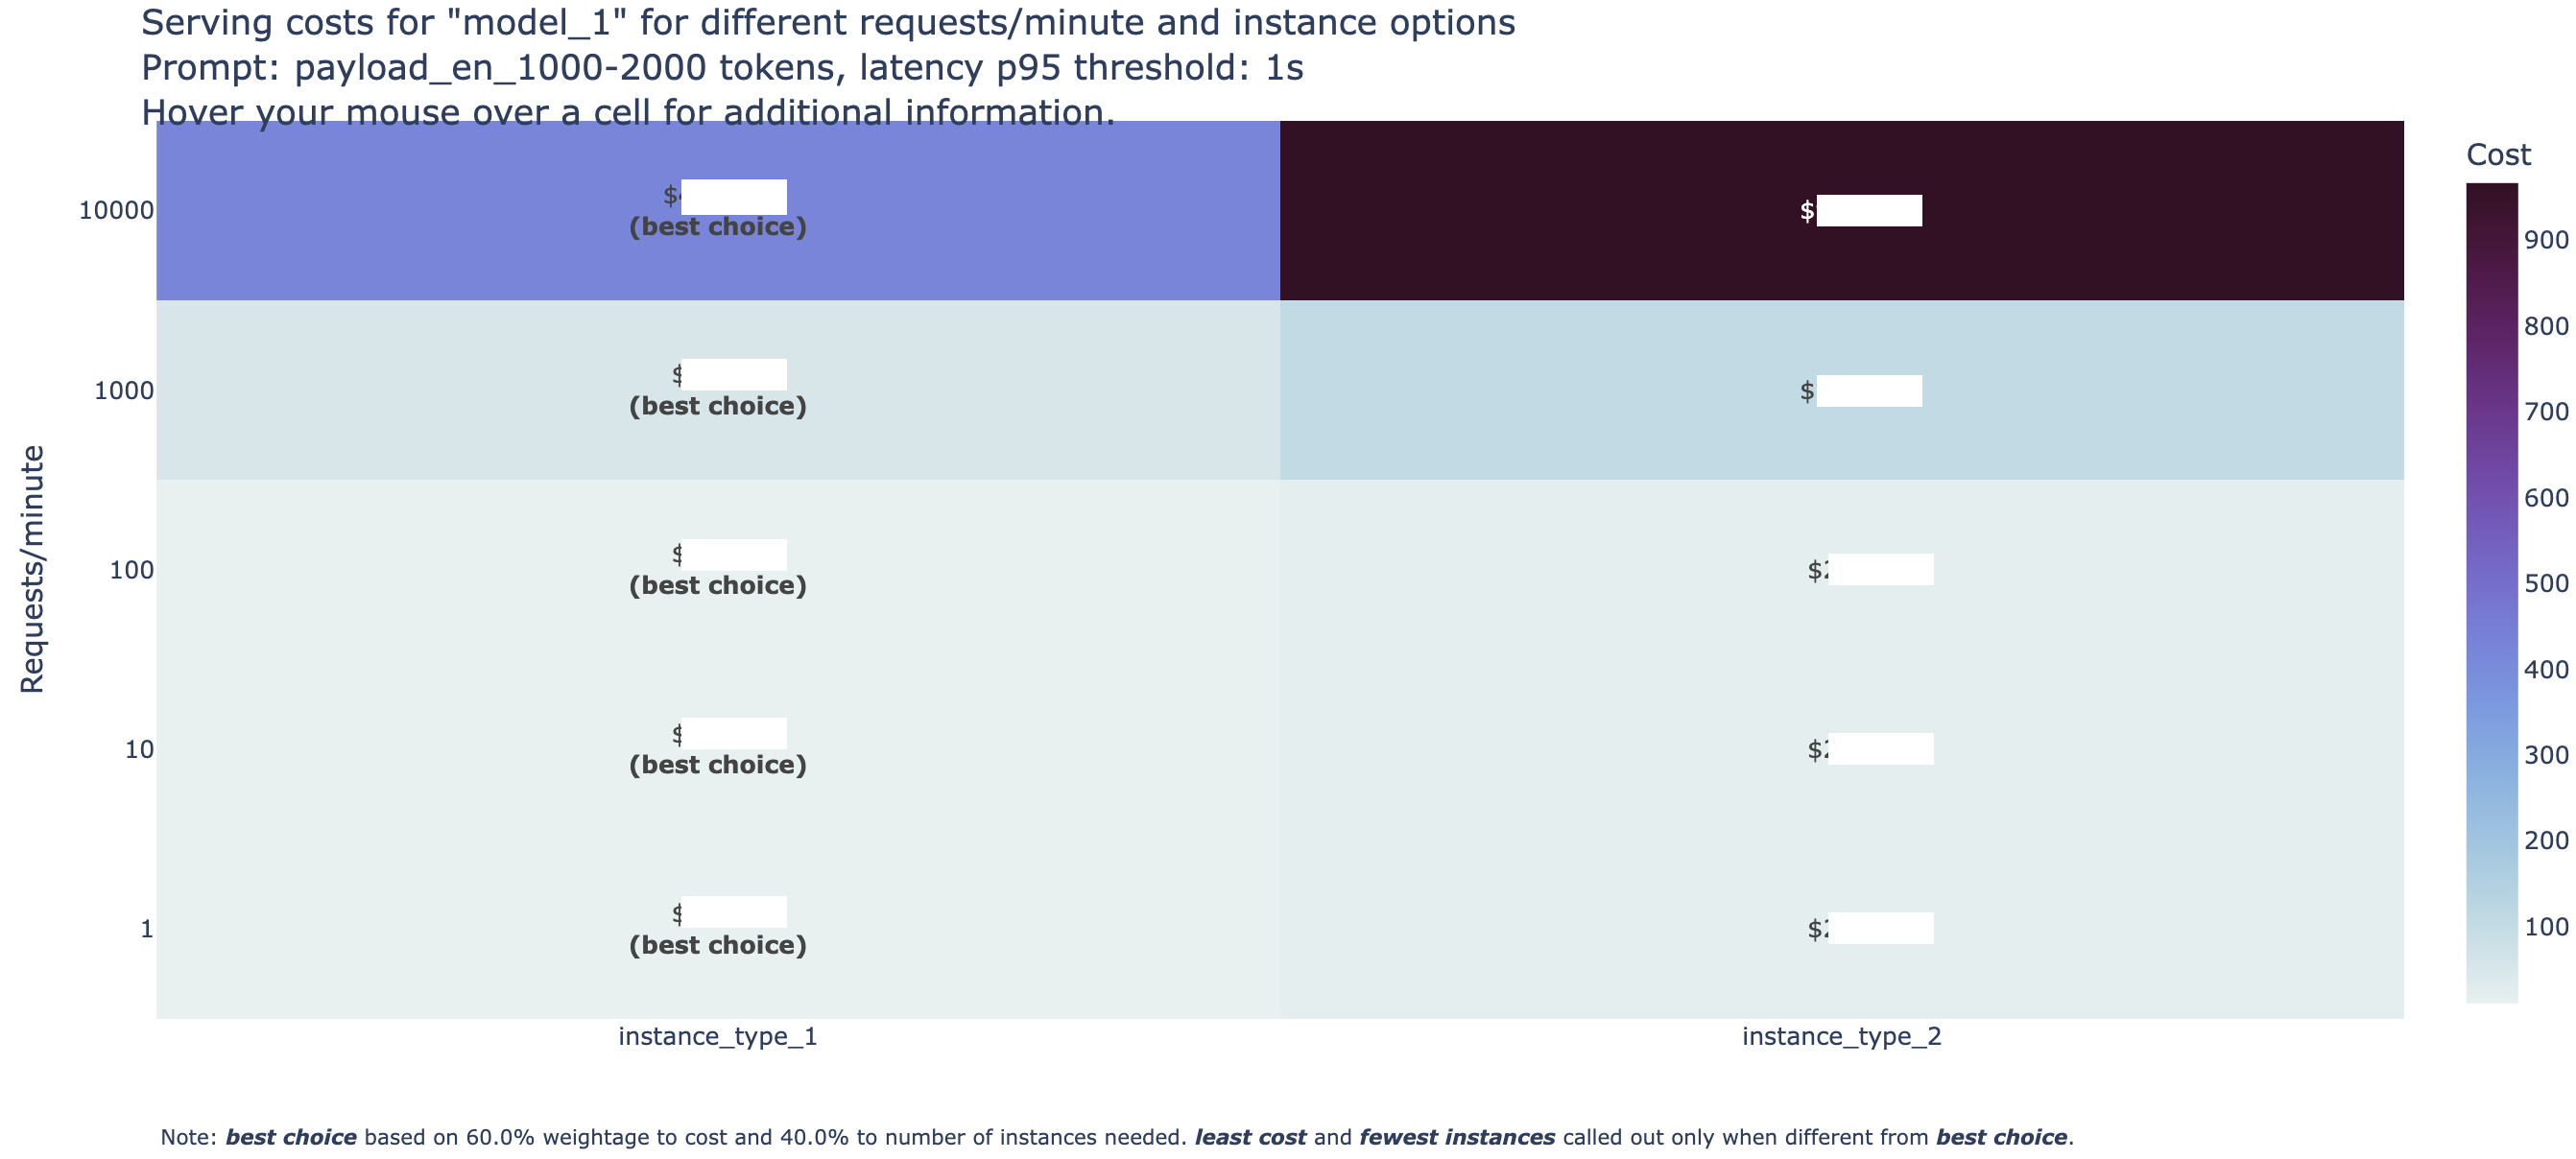 Serving costs for "model_1" for different requests/minute and instance options
Prompt: payload_en_1000-2000 tokens, latency p95 threshold: 1s
Hover your mouse over a cell for additional information.
Cost
10000
$
(best choice)
$
900
800
1000
$
(best choice)
$
700
600
Requests/minute
100
$
(best choice)
$2
500
400
10
$
(best choice)
$2
300
200
1
$
(best choice)
$2
100
instance_type_1
instance_type_2
Note: best choice based on 60.0% weightage to cost and 40.0% to number of instances needed. least cost and fewest instances called out only when different from best choice.